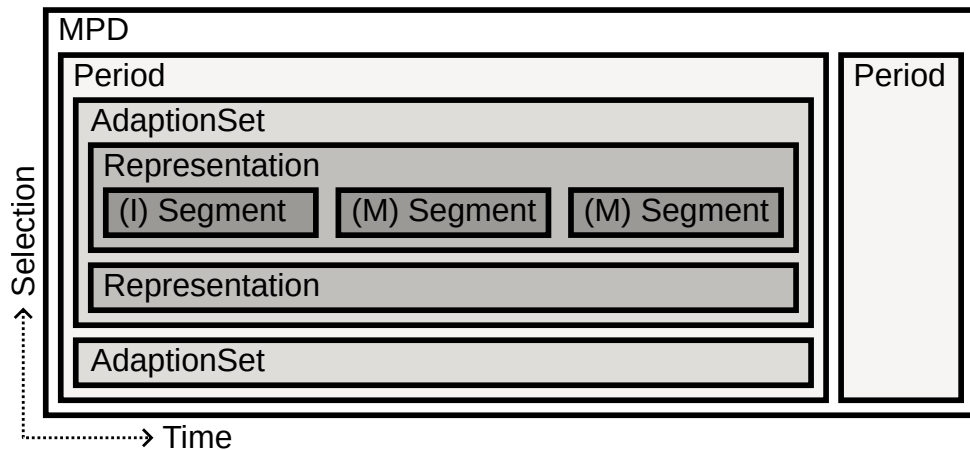 MPD
Period
Period
AdaptionSet
Representation
(I) Segment
(M) Segment
(M) Segment
Representation
AdaptionSet
Selection
Time